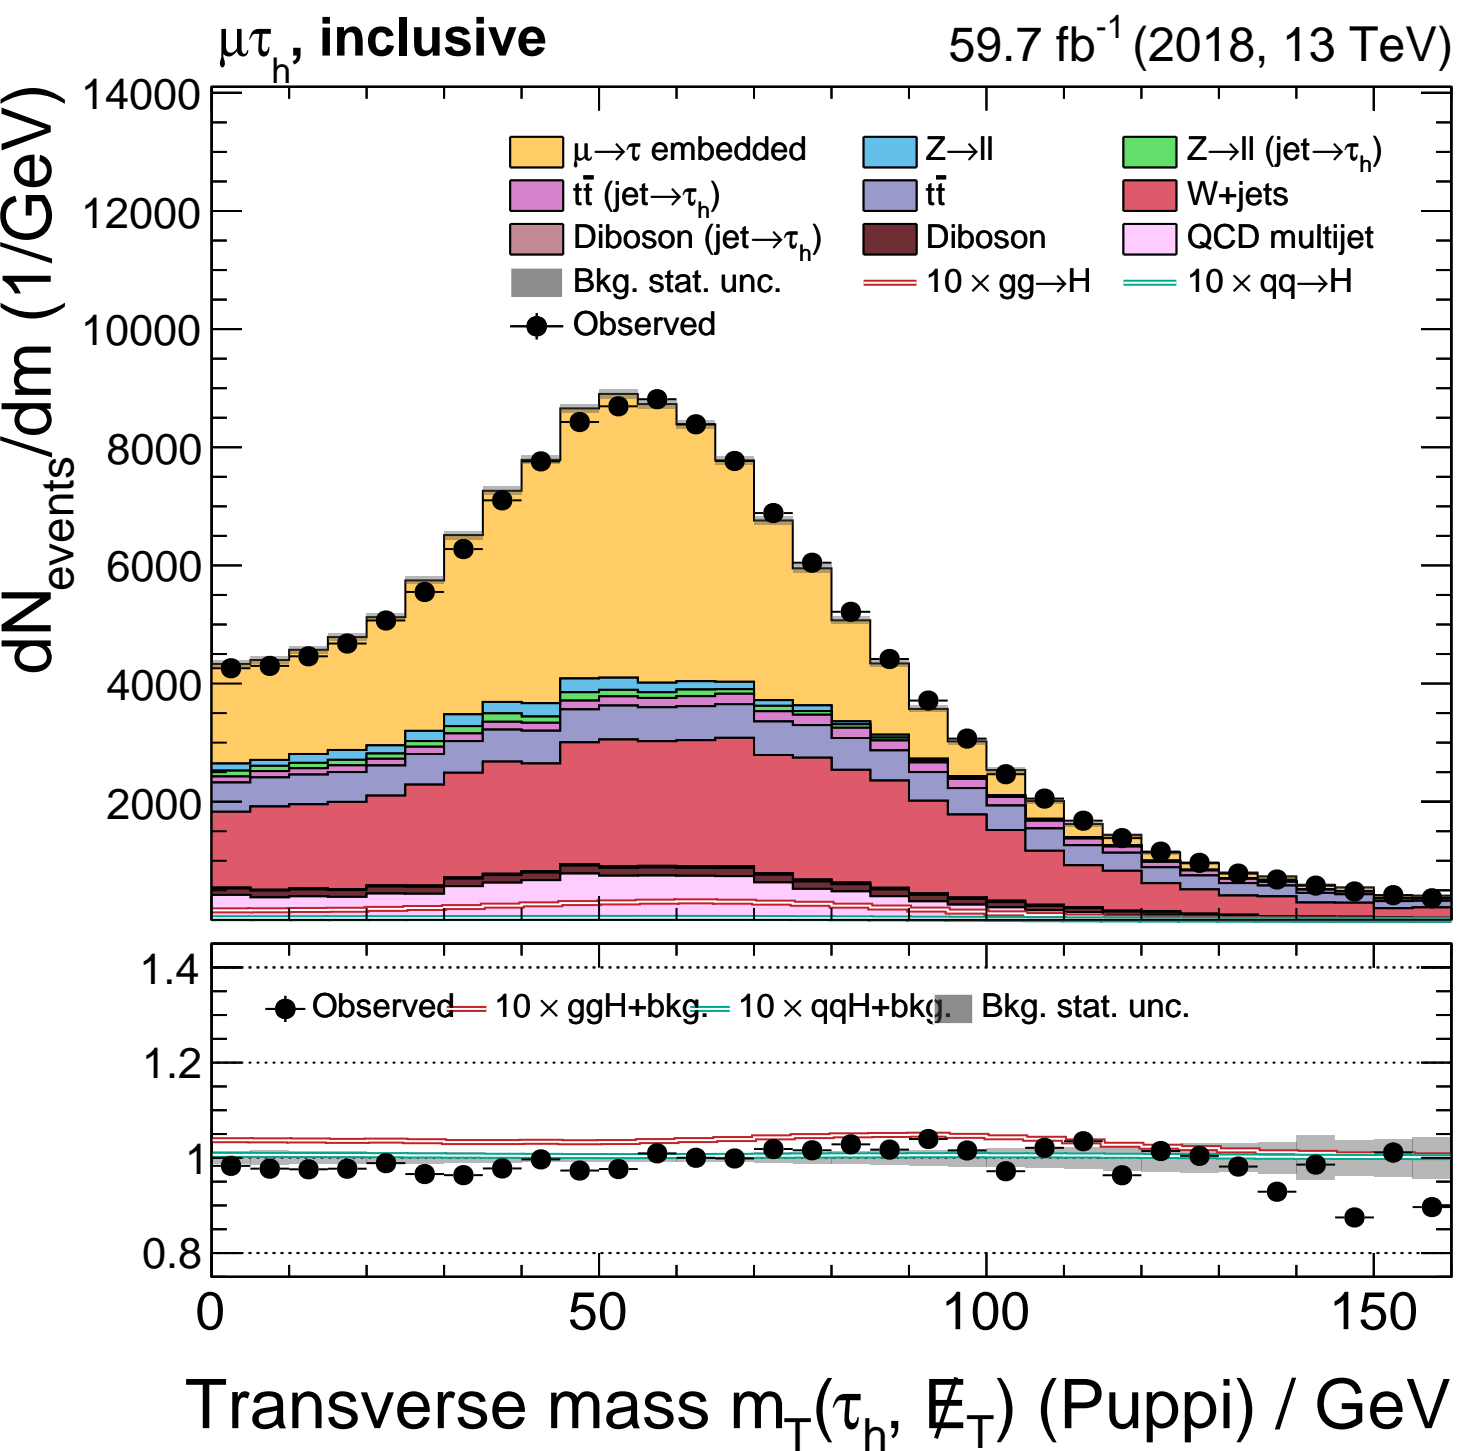 μτh, inclusive 59.7 fb-1 (2018, 13 TeV)
dNevents/dm (1/GeV)
14000
12000
10000
8000
6000
4000
2000
μ→τ embedded Z→ll Z→ll (jet→τh)
tt̄ (jet→τh) tt̄ W+jets
Diboson (jet→τh) Diboson QCD multijet
Bkg. stat. unc. 10 × gg→H 10 × qq→H
Observed
1.4
1.2
1
0.8
Observed 10 × ggH+bkg. 10 × qqH+bkg. Bkg. stat. unc.
0 50 100 150
Transverse mass mT(τh, E̸T) (Puppi) / GeV